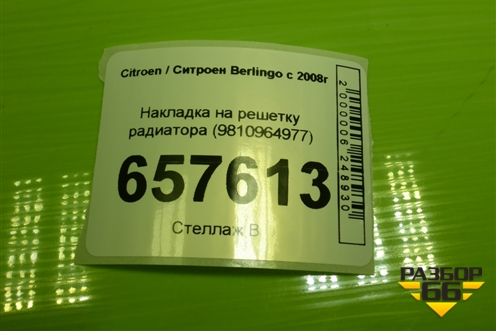 Citroen / Ситроен Berlingo с 2008г
Накладка на решетку
радиатора (9810964977)
657613
Стеллаж В
2000006248930
РАЗБОР
66